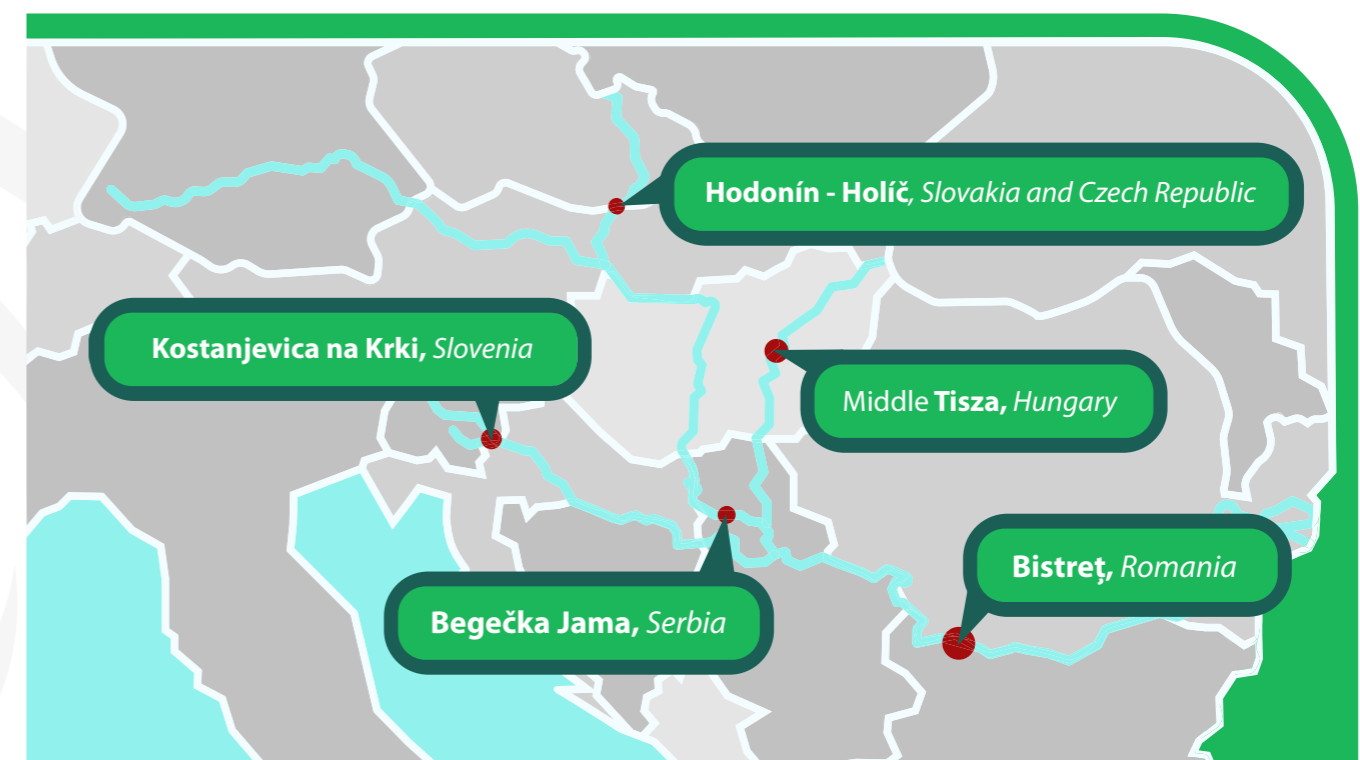 Hodonín - Holíč, Slovakia and Czech Republic
Kostanjevica na Krki, Slovenia
Middle Tisza, Hungary
Bistreț, Romania
Begečka Jama, Serbia